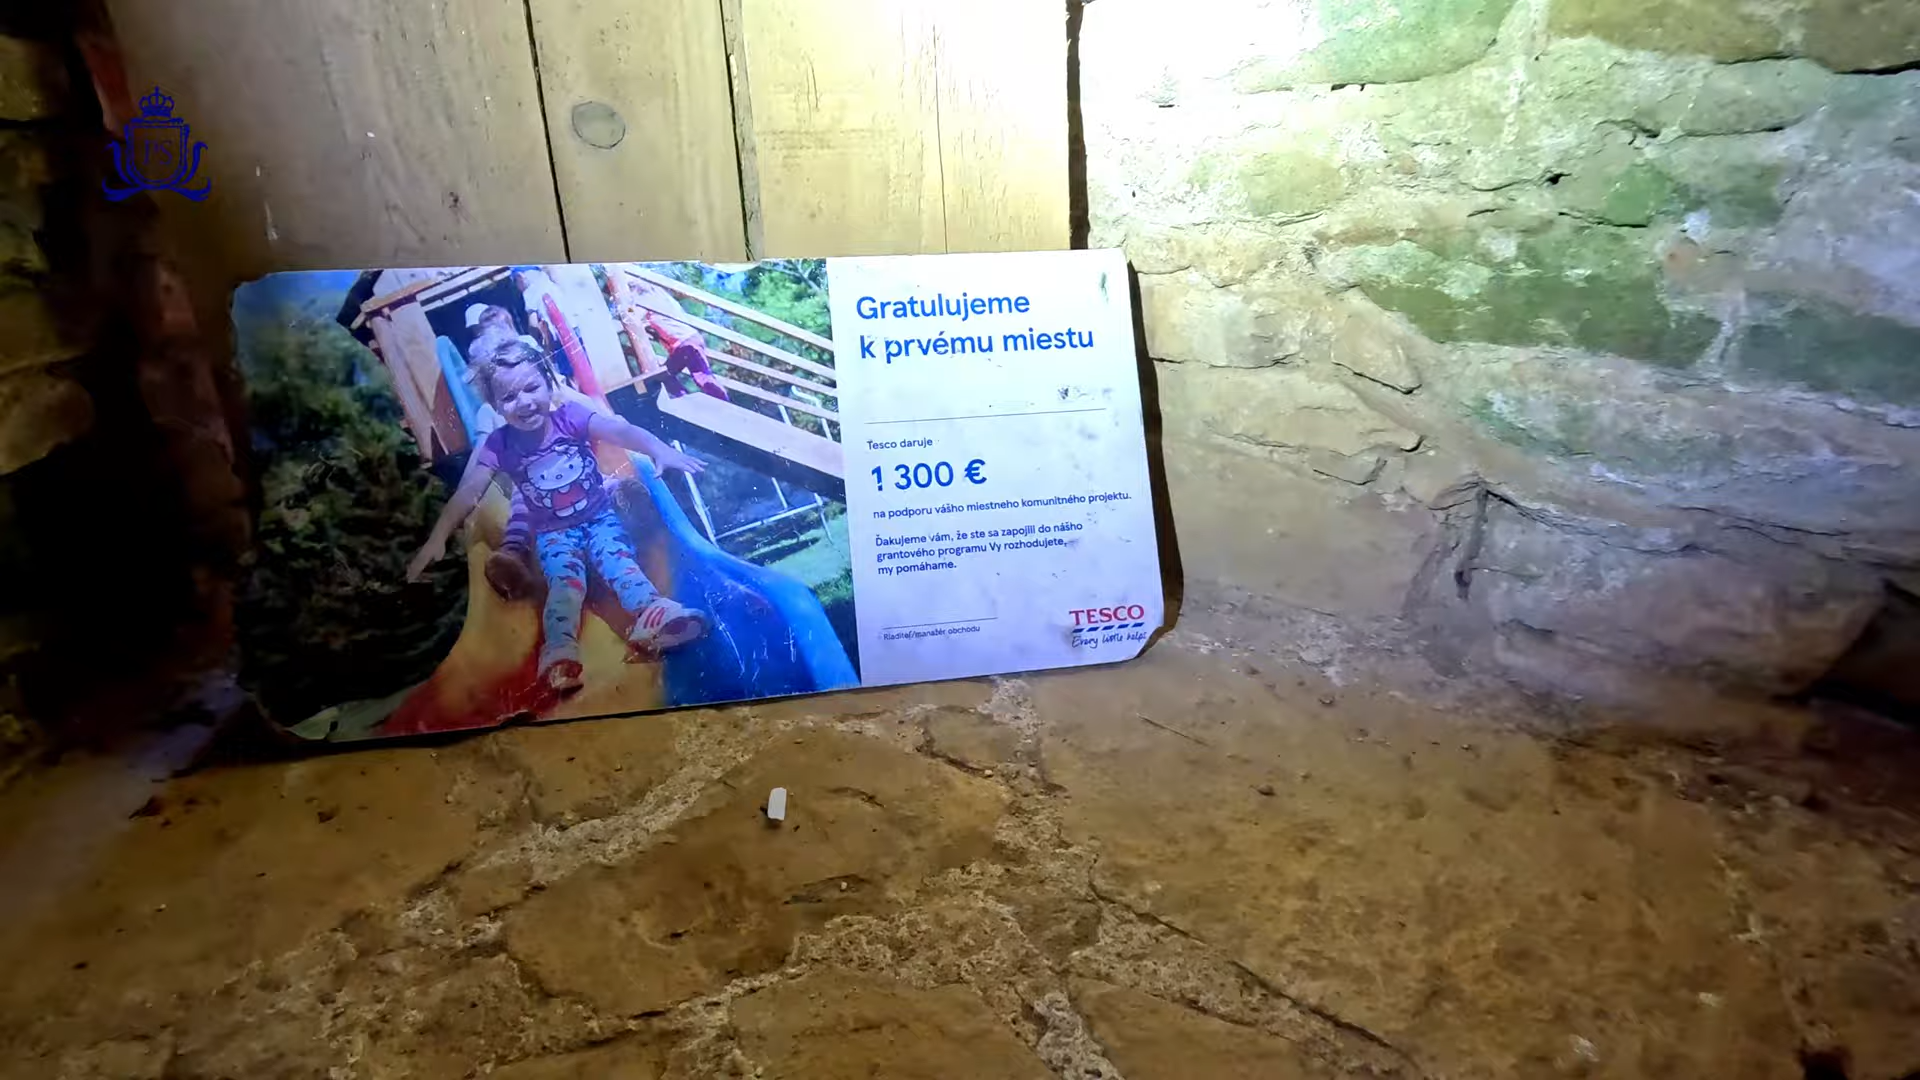 PS
Gratulujeme
k prvému miestu
Tesco daruje
1 300 €
na podporu vášho miestneho komunitného projektu.
Ďakujeme vám, že ste sa zapojili do nášho
grantového programu Vy rozhodujete,
my pomáhame.
Riaditeľ/manažér obchodu
TESCO
Every little helps